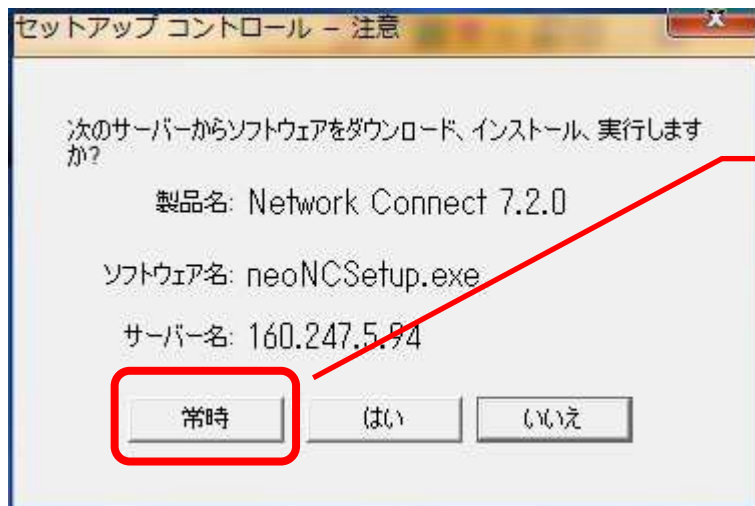 セットアップ コントロール - 注意
次のサーバーからソフトウェアをダウンロード、インストール、実行します
か?
製品名: Network Connect 7.2.0
ソフトウェア名: neoNCSetup.exe
サーバー名: 160.247.5.94
常時 はい いいえ